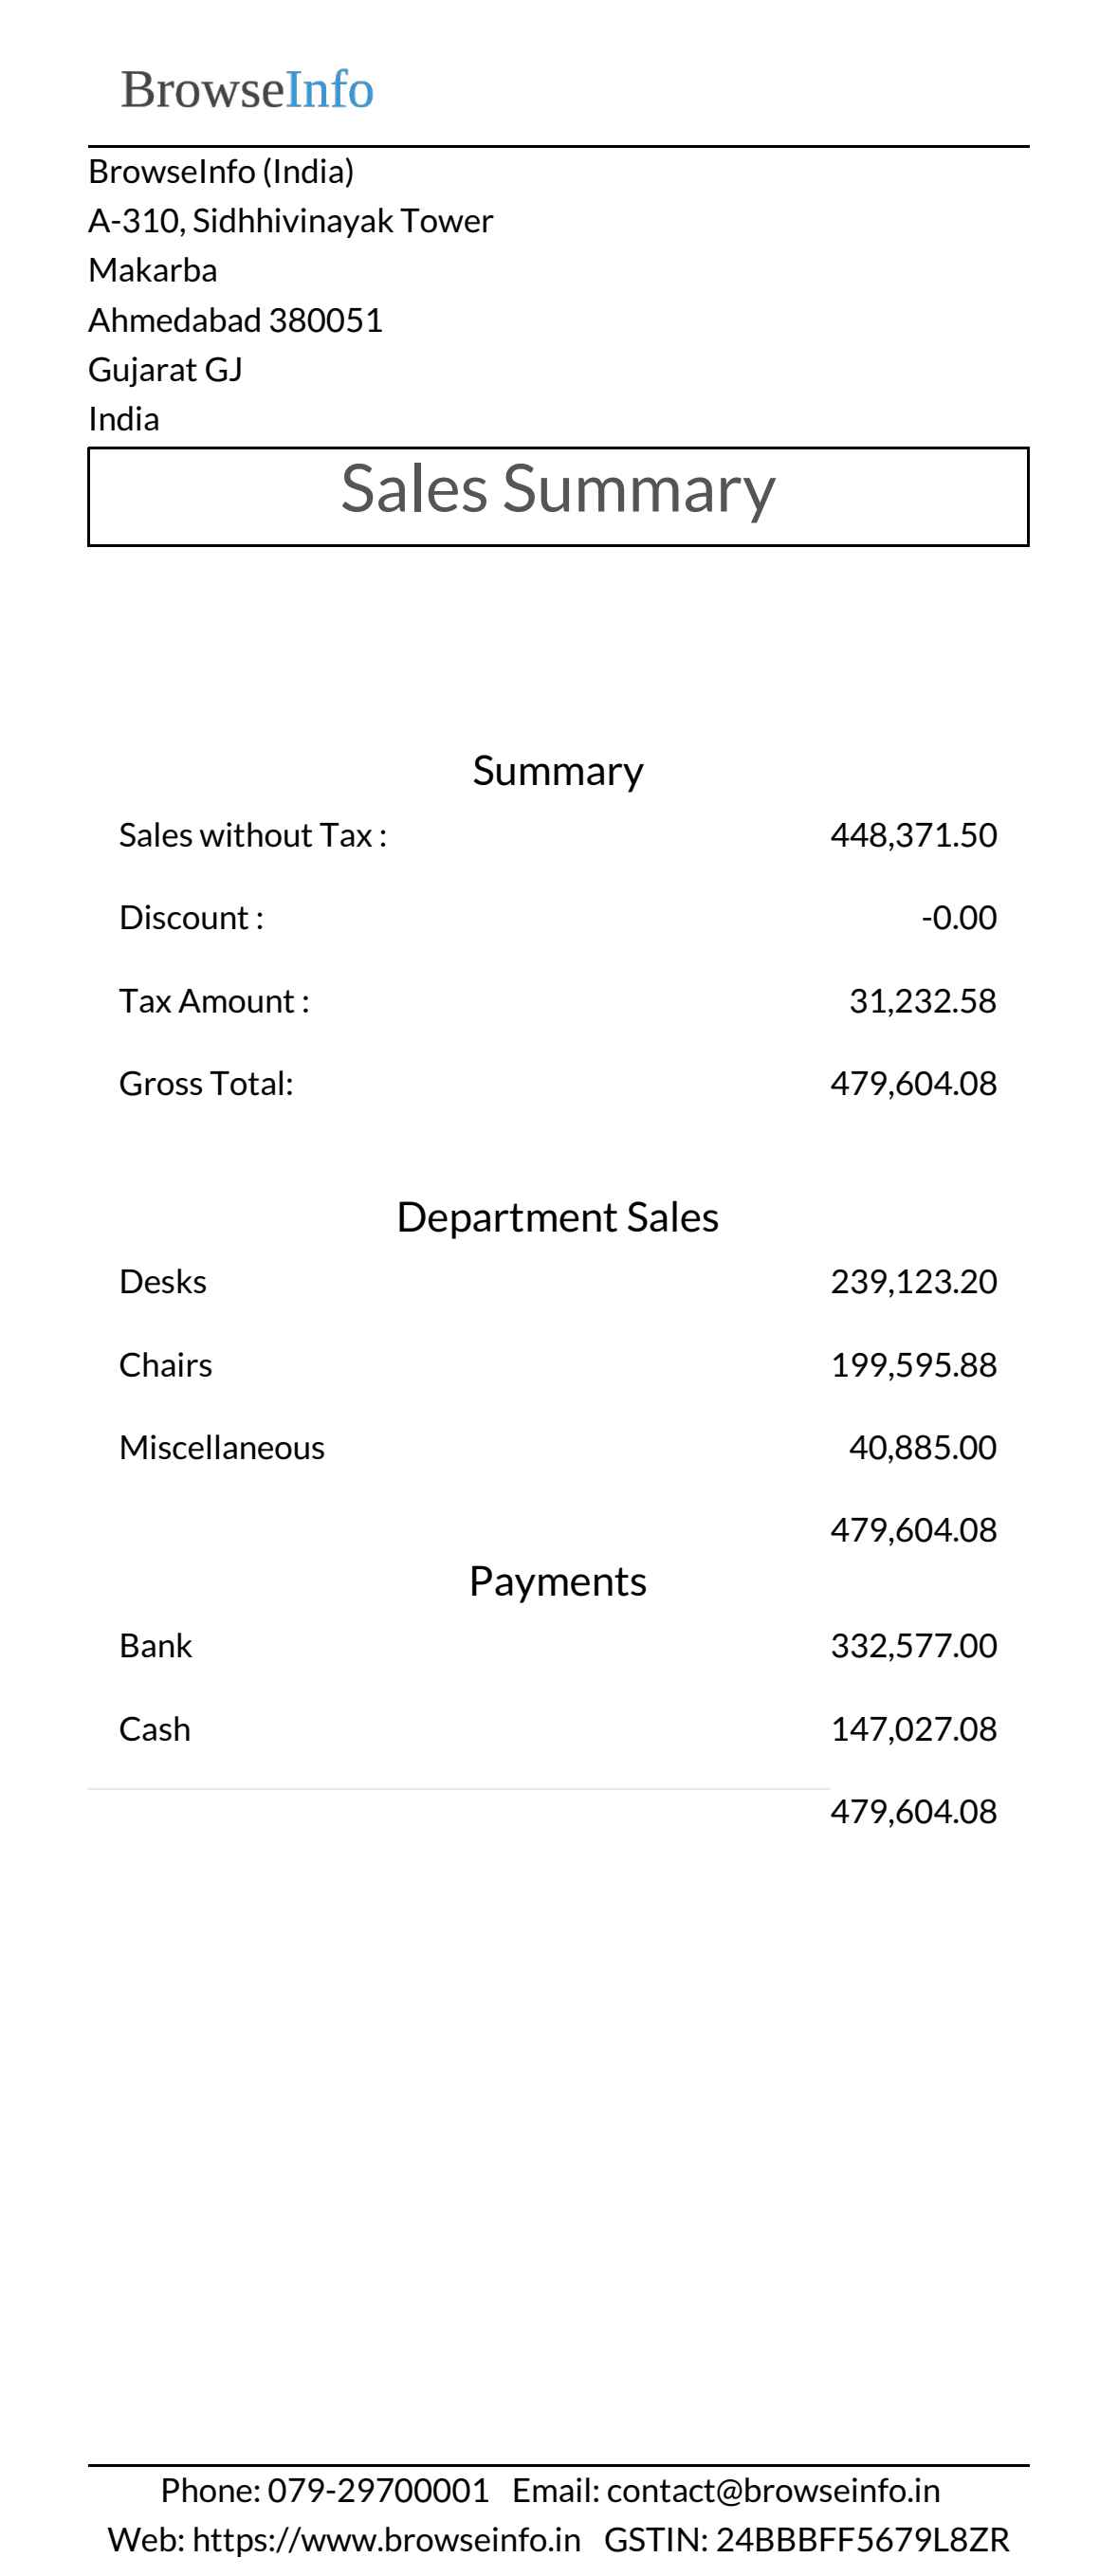 BrowseInfo
BrowseInfo (India)
A-310, Sidhhivinayak Tower
Makarba
Ahmedabad 380051
Gujarat GJ
India
Sales Summary
Summary
Sales without Tax : 448,371.50
Discount : -0.00
Tax Amount : 31,232.58
Gross Total: 479,604.08
Department Sales
Desks 239,123.20
Chairs 199,595.88
Miscellaneous 40,885.00
479,604.08
Payments
Bank 332,577.00
Cash 147,027.08
479,604.08
Phone: 079-29700001 Email: contact@browseinfo.in
Web: https://www.browseinfo.in GSTIN: 24BBBFF5679L8ZR